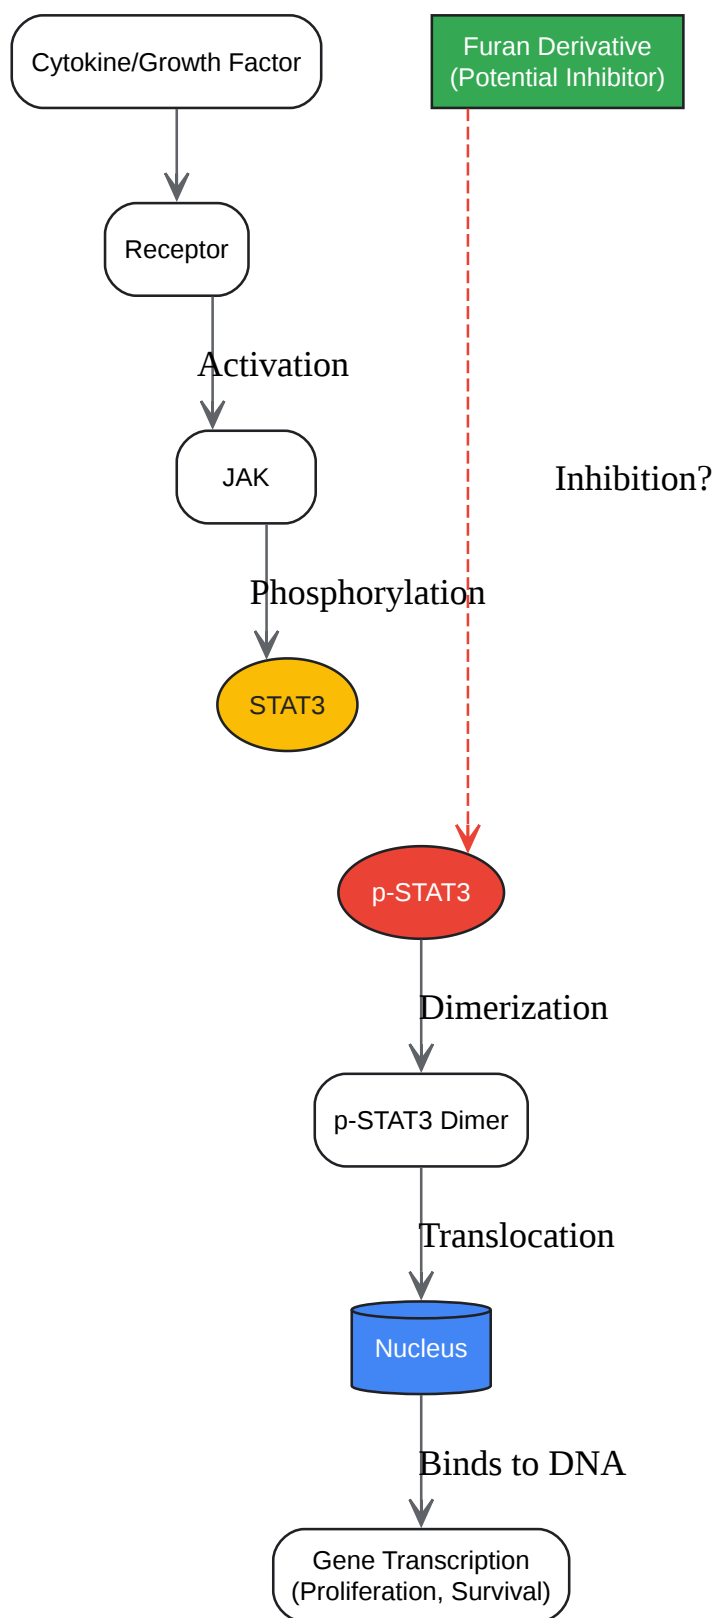 Cytokine/Growth Factor
Furan Derivative
(Potential Inhibitor)
Receptor
Activation
JAK
Inhibition?
Phosphorylation
STAT3
p-STAT3
Dimerization
p-STAT3 Dimer
Translocation
Nucleus
Binds to DNA
Gene Transcription
(Proliferation, Survival)